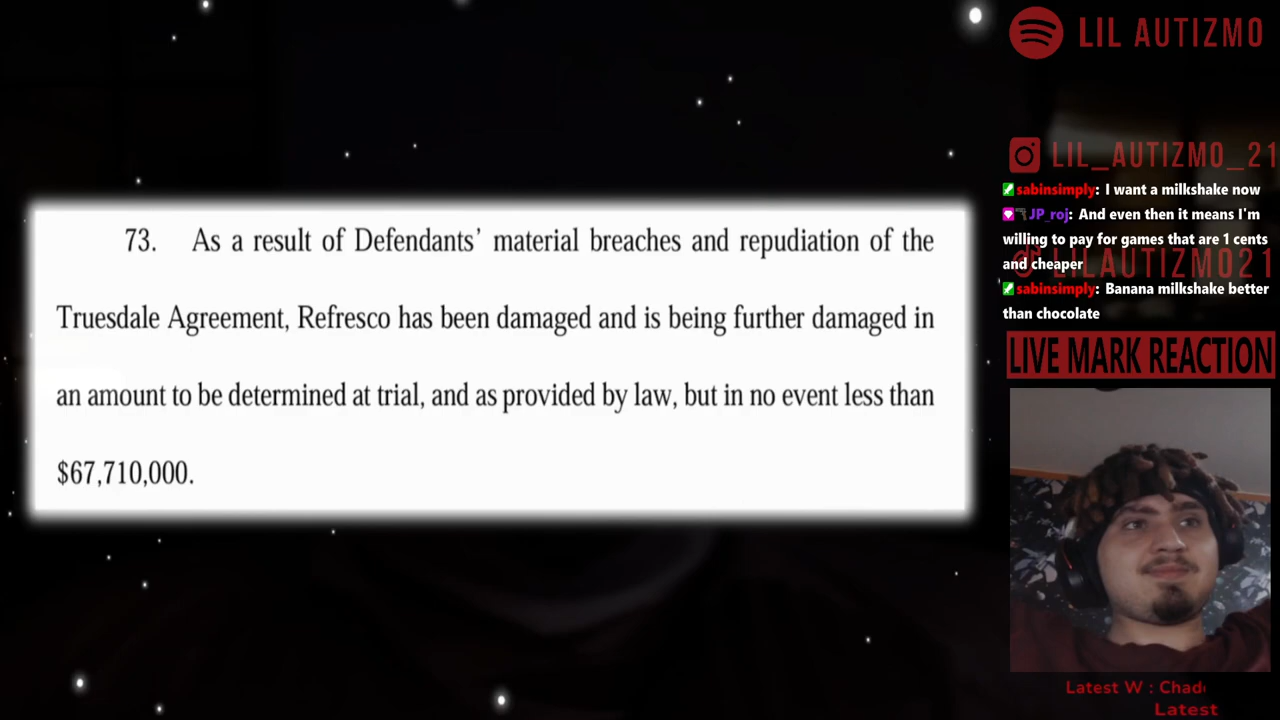 73. As a result of Defendants' material breaches and repudiation of the
Truesdale Agreement, Refresco has been damaged and is being further damaged in
an amount to be determined at trial, and as provided by law, but in no event less than
$67,710,000.
LIL AUTIZMO
LIL_AUTIZMO_21
sabinsimply: I want a milkshake now
JP_roj: And even then it means I'm
willing to pay for games that are 1 cents
and cheaper
LILAUTIZMO21
sabinsimply: Banana milkshake better
than chocolate
LIVE MARK REACTION
Latest W : Chad
Latest